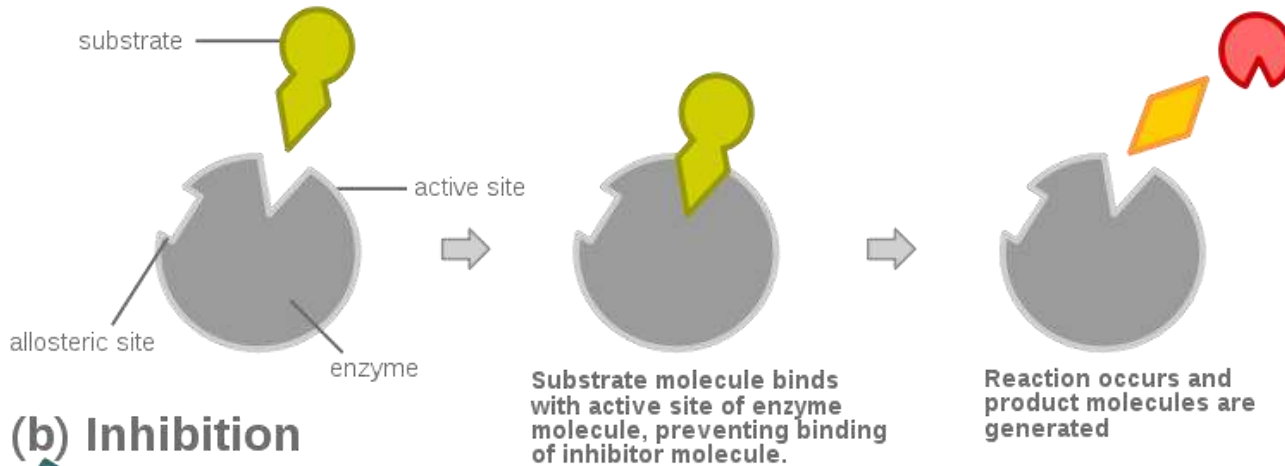 substrate
active site
allosteric site
enzyme
Substrate molecule binds
with active site of enzyme
molecule, preventing binding
of inhibitor molecule.
Reaction occurs and
product molecules are
generated
(b) Inhibition